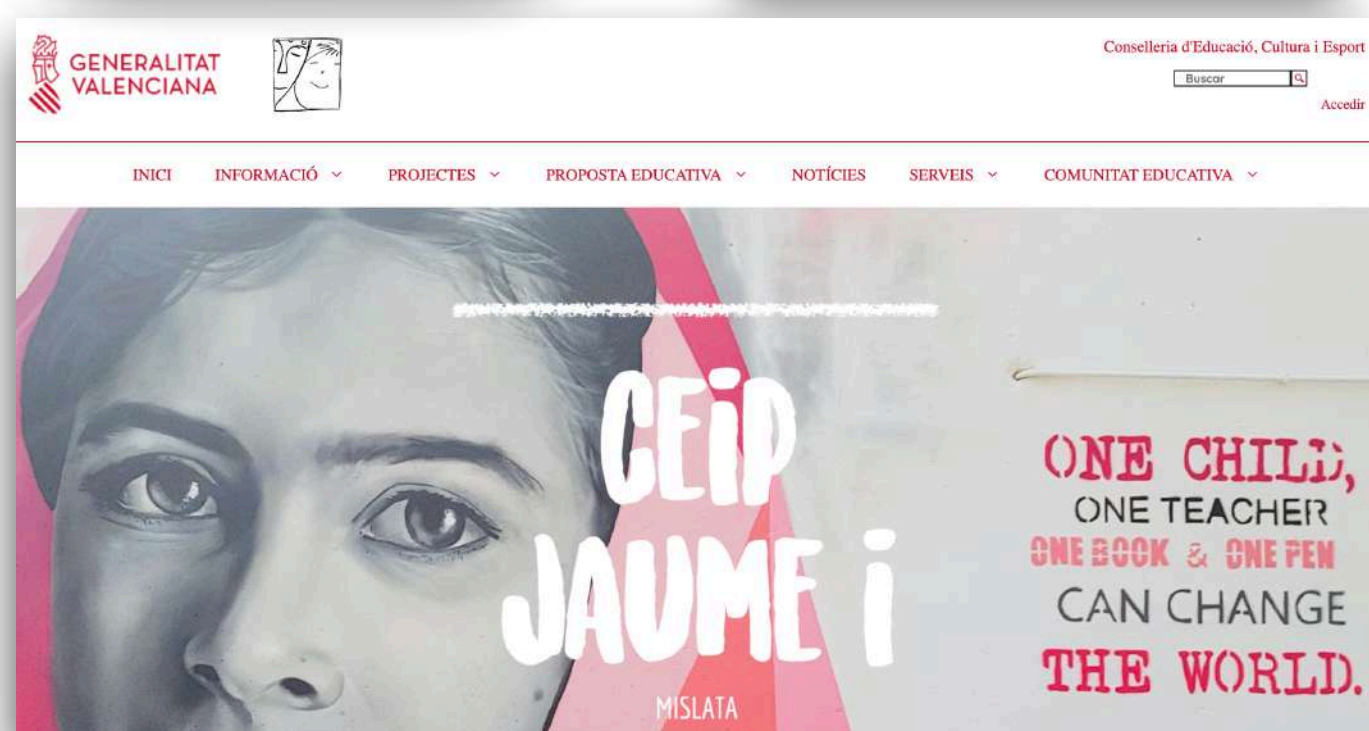 GENERALITAT
VALENCIANA
Conselleria d'Educació, Cultura i Esport
Buscar
Accedir
INICI INFORMACIÓ PROJECTES PROPOSTA EDUCATIVA NOTÍCIES SERVEIS COMUNITAT EDUCATIVA
CEiP
JAUME i
MISLATA
ONE CHILD,
ONE TEACHER
ONE BOOK & ONE PEN
CAN CHANGE
THE WORLD.